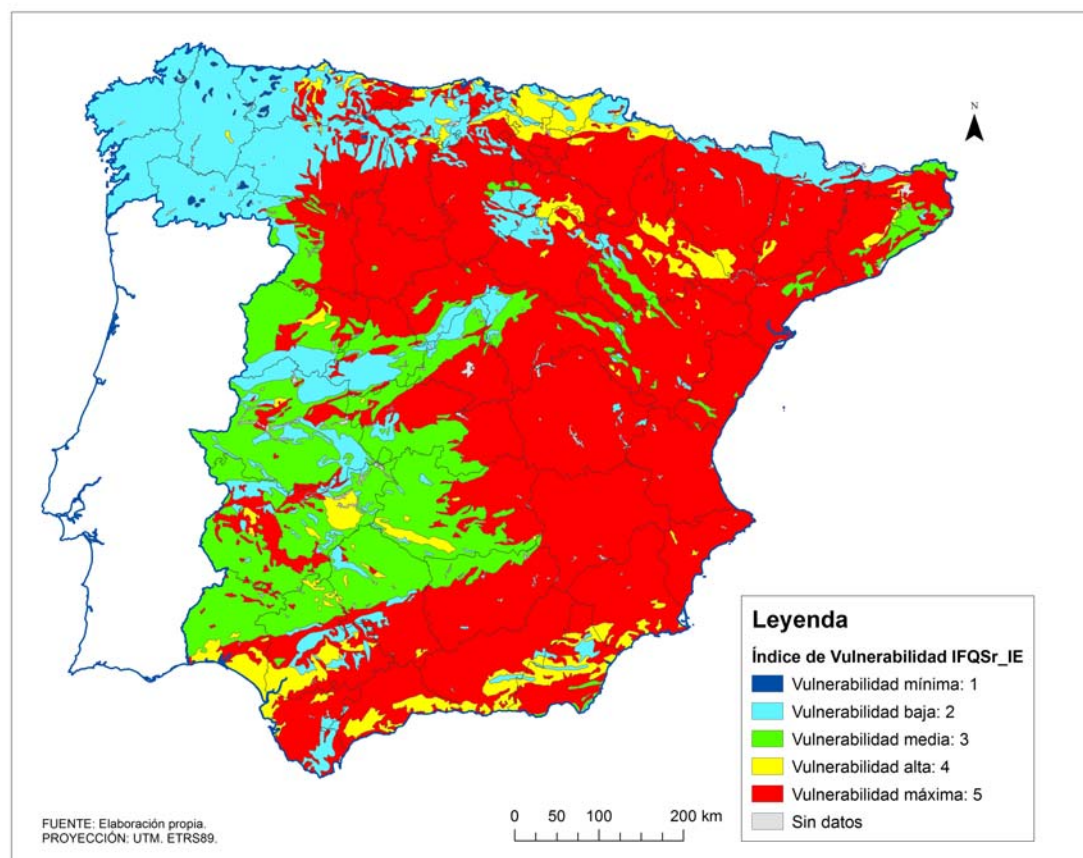 N
Leyenda
Índice de Vulnerabilidad IFQSr_IE
Vulnerabilidad mínima: 1
Vulnerabilidad baja: 2
Vulnerabilidad media: 3
Vulnerabilidad alta: 4
Vulnerabilidad máxima: 5
Sin datos
FUENTE: Elaboración propia.
PROYECCIÓN: UTM. ETRS89.
0 50 100 200 km